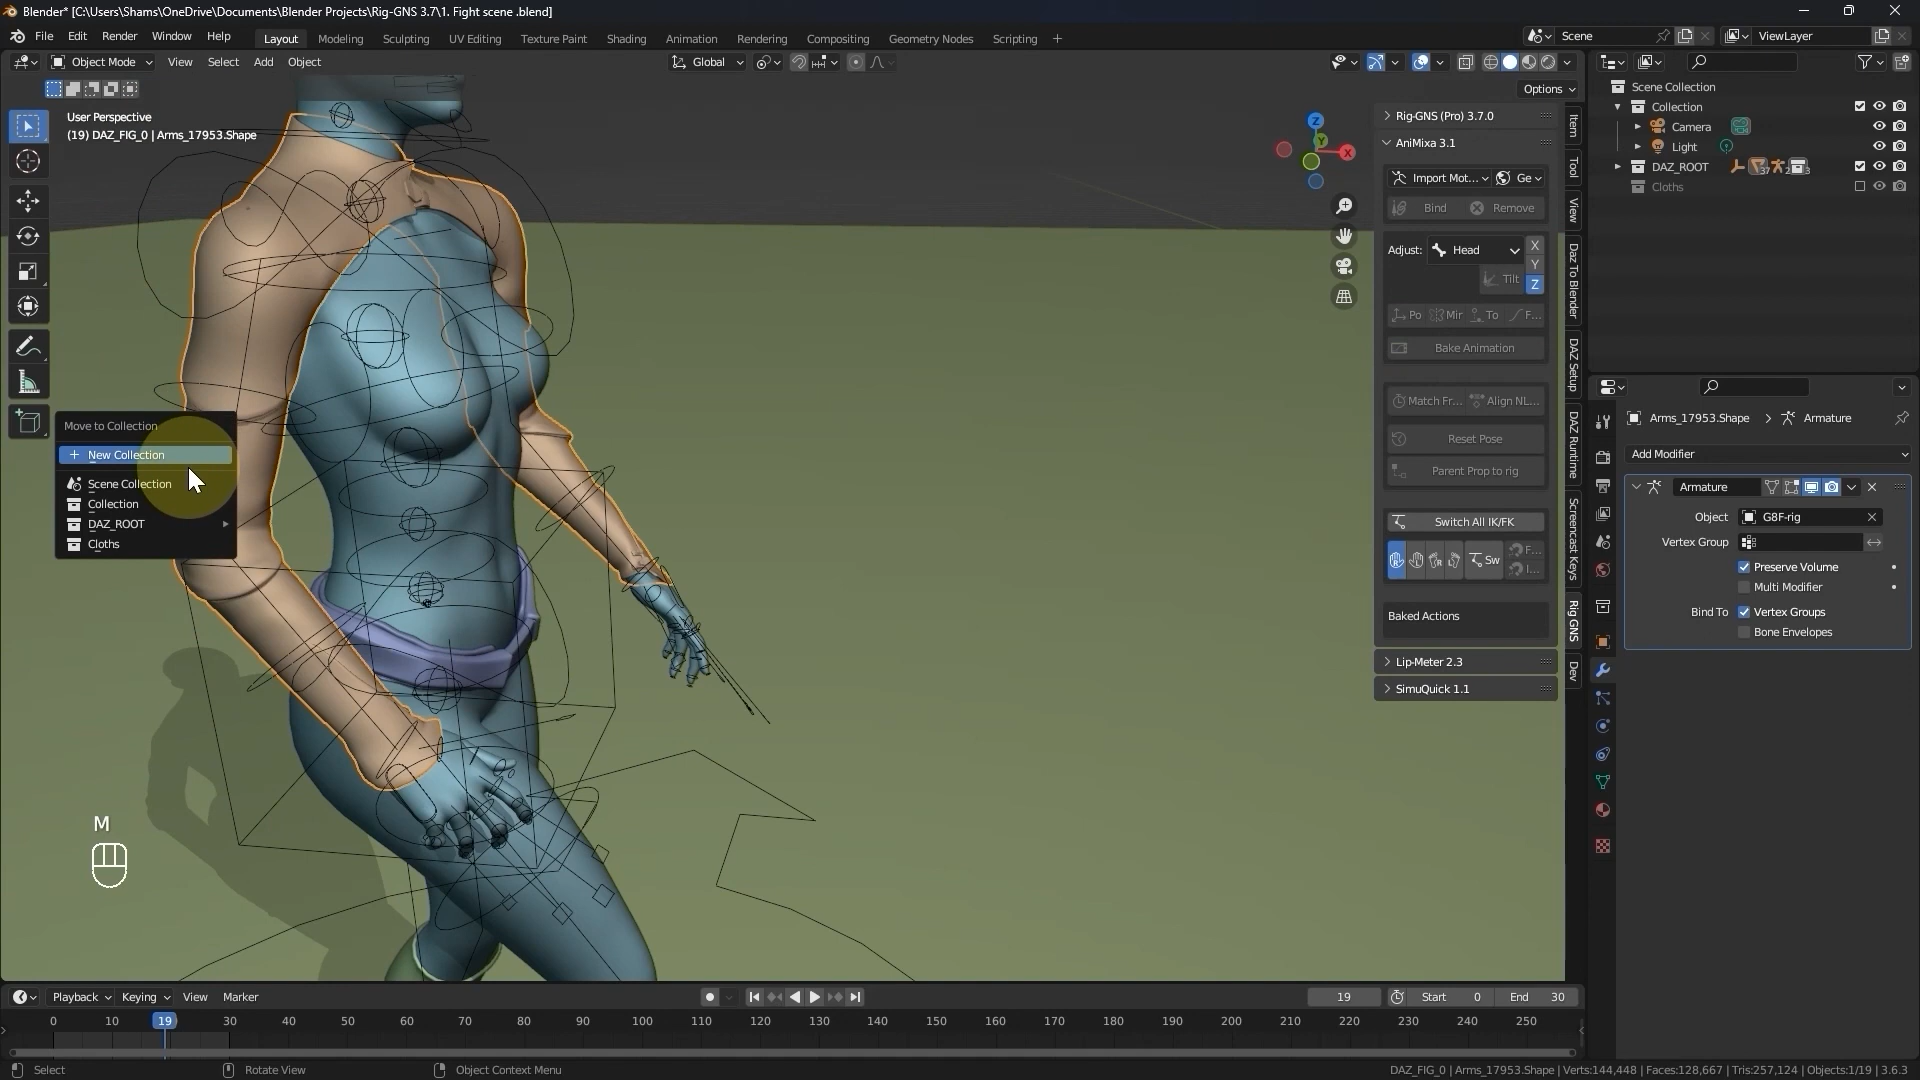 Blender* [C:\Users\Shams\OneDrive\Documents\Blender Projects\Rig-GNS 3.7\1. Fight scene .blend]
File Edit Render Window Help
Layout Modeling Sculpting UV Editing Texture Paint Shading Animation Rendering Compositing Geometry Nodes Scripting +
Scene
ViewLayer
Object Mode View Select Add Object
Global
Options
User Perspective
(19) DAZ_FIG_0 | Arms_17953.Shape
Z
Y
X
Move to Collection
+ New Collection
Scene Collection
Collection
DAZ_ROOT
Cloths
M
Rig-GNS (Pro) 3.7.0
AniMixa 3.1
Import Mot... Ge
Bind Remove
Adjust: Head X
Y
Tilt Z
Po Mir To F...
Bake Animation
Match Fr... Align NL...
Reset Pose
Parent Prop to rig
Switch All IK/FK
Sw F...
I...
Baked Actions
Lip-Meter 2.3
SimuQuick 1.1
Item
Tool
View
Daz To Blender
DAZ Setup
DAZ Runtime
Screencast Keys
Rig GNS
Dev
Scene Collection
Collection
Camera
Light
DAZ_ROOT 37 2 3
Cloths
Arms_17953.Shape > Armature
Add Modifier
Armature
Object G8F-rig
Vertex Group
Preserve Volume
Multi Modifier
Bind To Vertex Groups
Bone Envelopes
Playback Keying View Marker
19 Start 0 End 30
0 10 19 30 40 50 60 70 80 90 100 110 120 130 140 150 160 170 180 190 200 210 220 230 240 250
Select Rotate View Object Context Menu
DAZ_FIG_0 | Arms_17953.Shape | Verts:144,448 | Faces:128,667 | Tris:257,124 | Objects:1/19 | 3.6.3